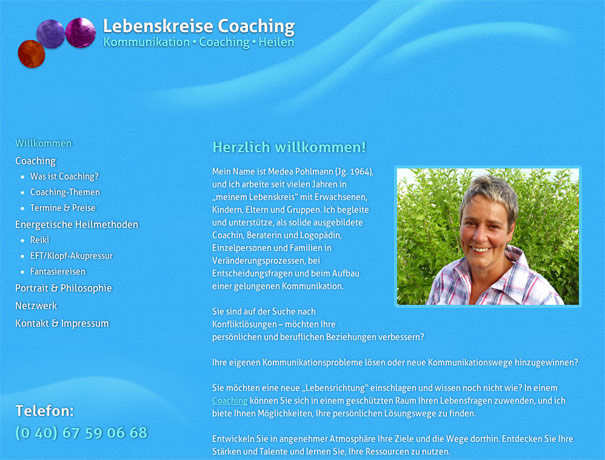 Lebenskreise Coaching
Kommunikation • Coaching • Heilen
Willkommen
Coaching
• Was ist Coaching?
• Coaching-Themen
• Termine & Preise
Energetische Heilmethoden
• Reiki
• EFT/Klopf-Akupressur
• Fantasiereisen
Portrait & Philosophie
Netzwerk
Kontakt & Impressum
Telefon:
(0 40) 67 59 06 68
Herzlich willkommen!
Mein Name ist Medea Pohlmann (Jg. 1964),
und ich arbeite seit vielen Jahren in
„meinem Lebenskreis“ mit Erwachsenen,
Kindern, Eltern und Gruppen. Ich begleite
und unterstütze, als solide ausgebildete
Coachin, Beraterin und Logopädin,
Einzelpersonen und Familien in
Veränderungsprozessen, bei
Entscheidungsfragen und beim Aufbau
einer gelungenen Kommunikation.
Sie sind auf der Suche nach
Konfliktlösungen – möchten Ihre
persönlichen und beruflichen Beziehungen verbessern?
Ihre eigenen Kommunikationsprobleme lösen oder neue Kommunikationswege hinzugewinnen?
Sie möchten eine neue „Lebensrichtung“ einschlagen und wissen noch nicht wie? In einem
Coaching können Sie sich in einem geschützten Raum Ihren Lebensfragen zuwenden, und ich
biete Ihnen Möglichkeiten, Ihre persönlichen Lösungswege zu finden.
Entwickeln Sie in angenehmer Atmosphäre Ihre Ziele und die Wege dorthin. Entdecken Sie Ihre
Stärken und Talente und lernen Sie, Ihre Ressourcen zu nutzen.